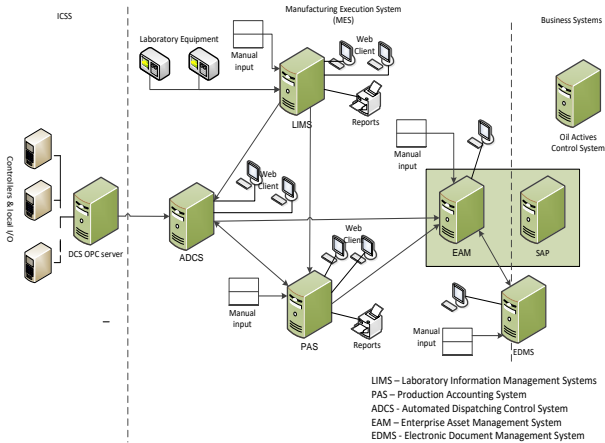 ICSS
Manufacturing Execution System
(MES)
Business Systems
Laboratory Equipment
Manual
input
Web
Client
LIMS
Reports
Oil Actives
Control System
Controllers & local I/O
DCS OPC server
ADCS
Web
Client
Manual
input
EAM
SAP
Web
Client
Manual
input
PAS
Reports
Manual
input
EDMS
LIMS – Laboratory Information Management Systems
PAS – Production Accounting System
ADCS - Automated Dispatching Control System
EAM – Enterprise Asset Management System
EDMS - Electronic Document Management System